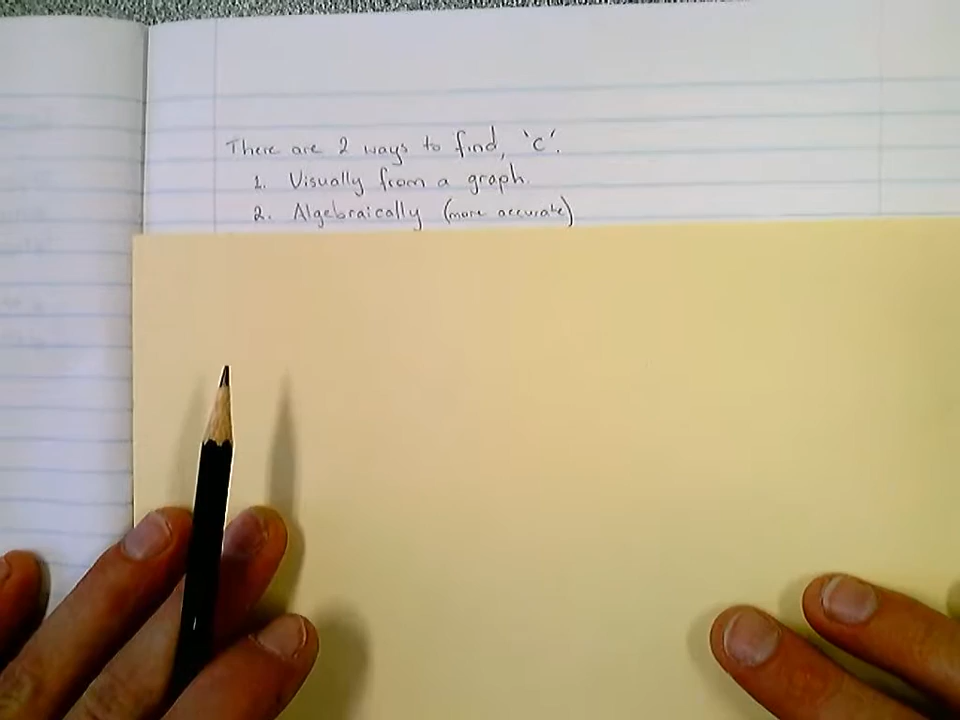 There are 2 ways to find, 'c'.
1. Visually from a graph.
2. Algebraically (more accurate)